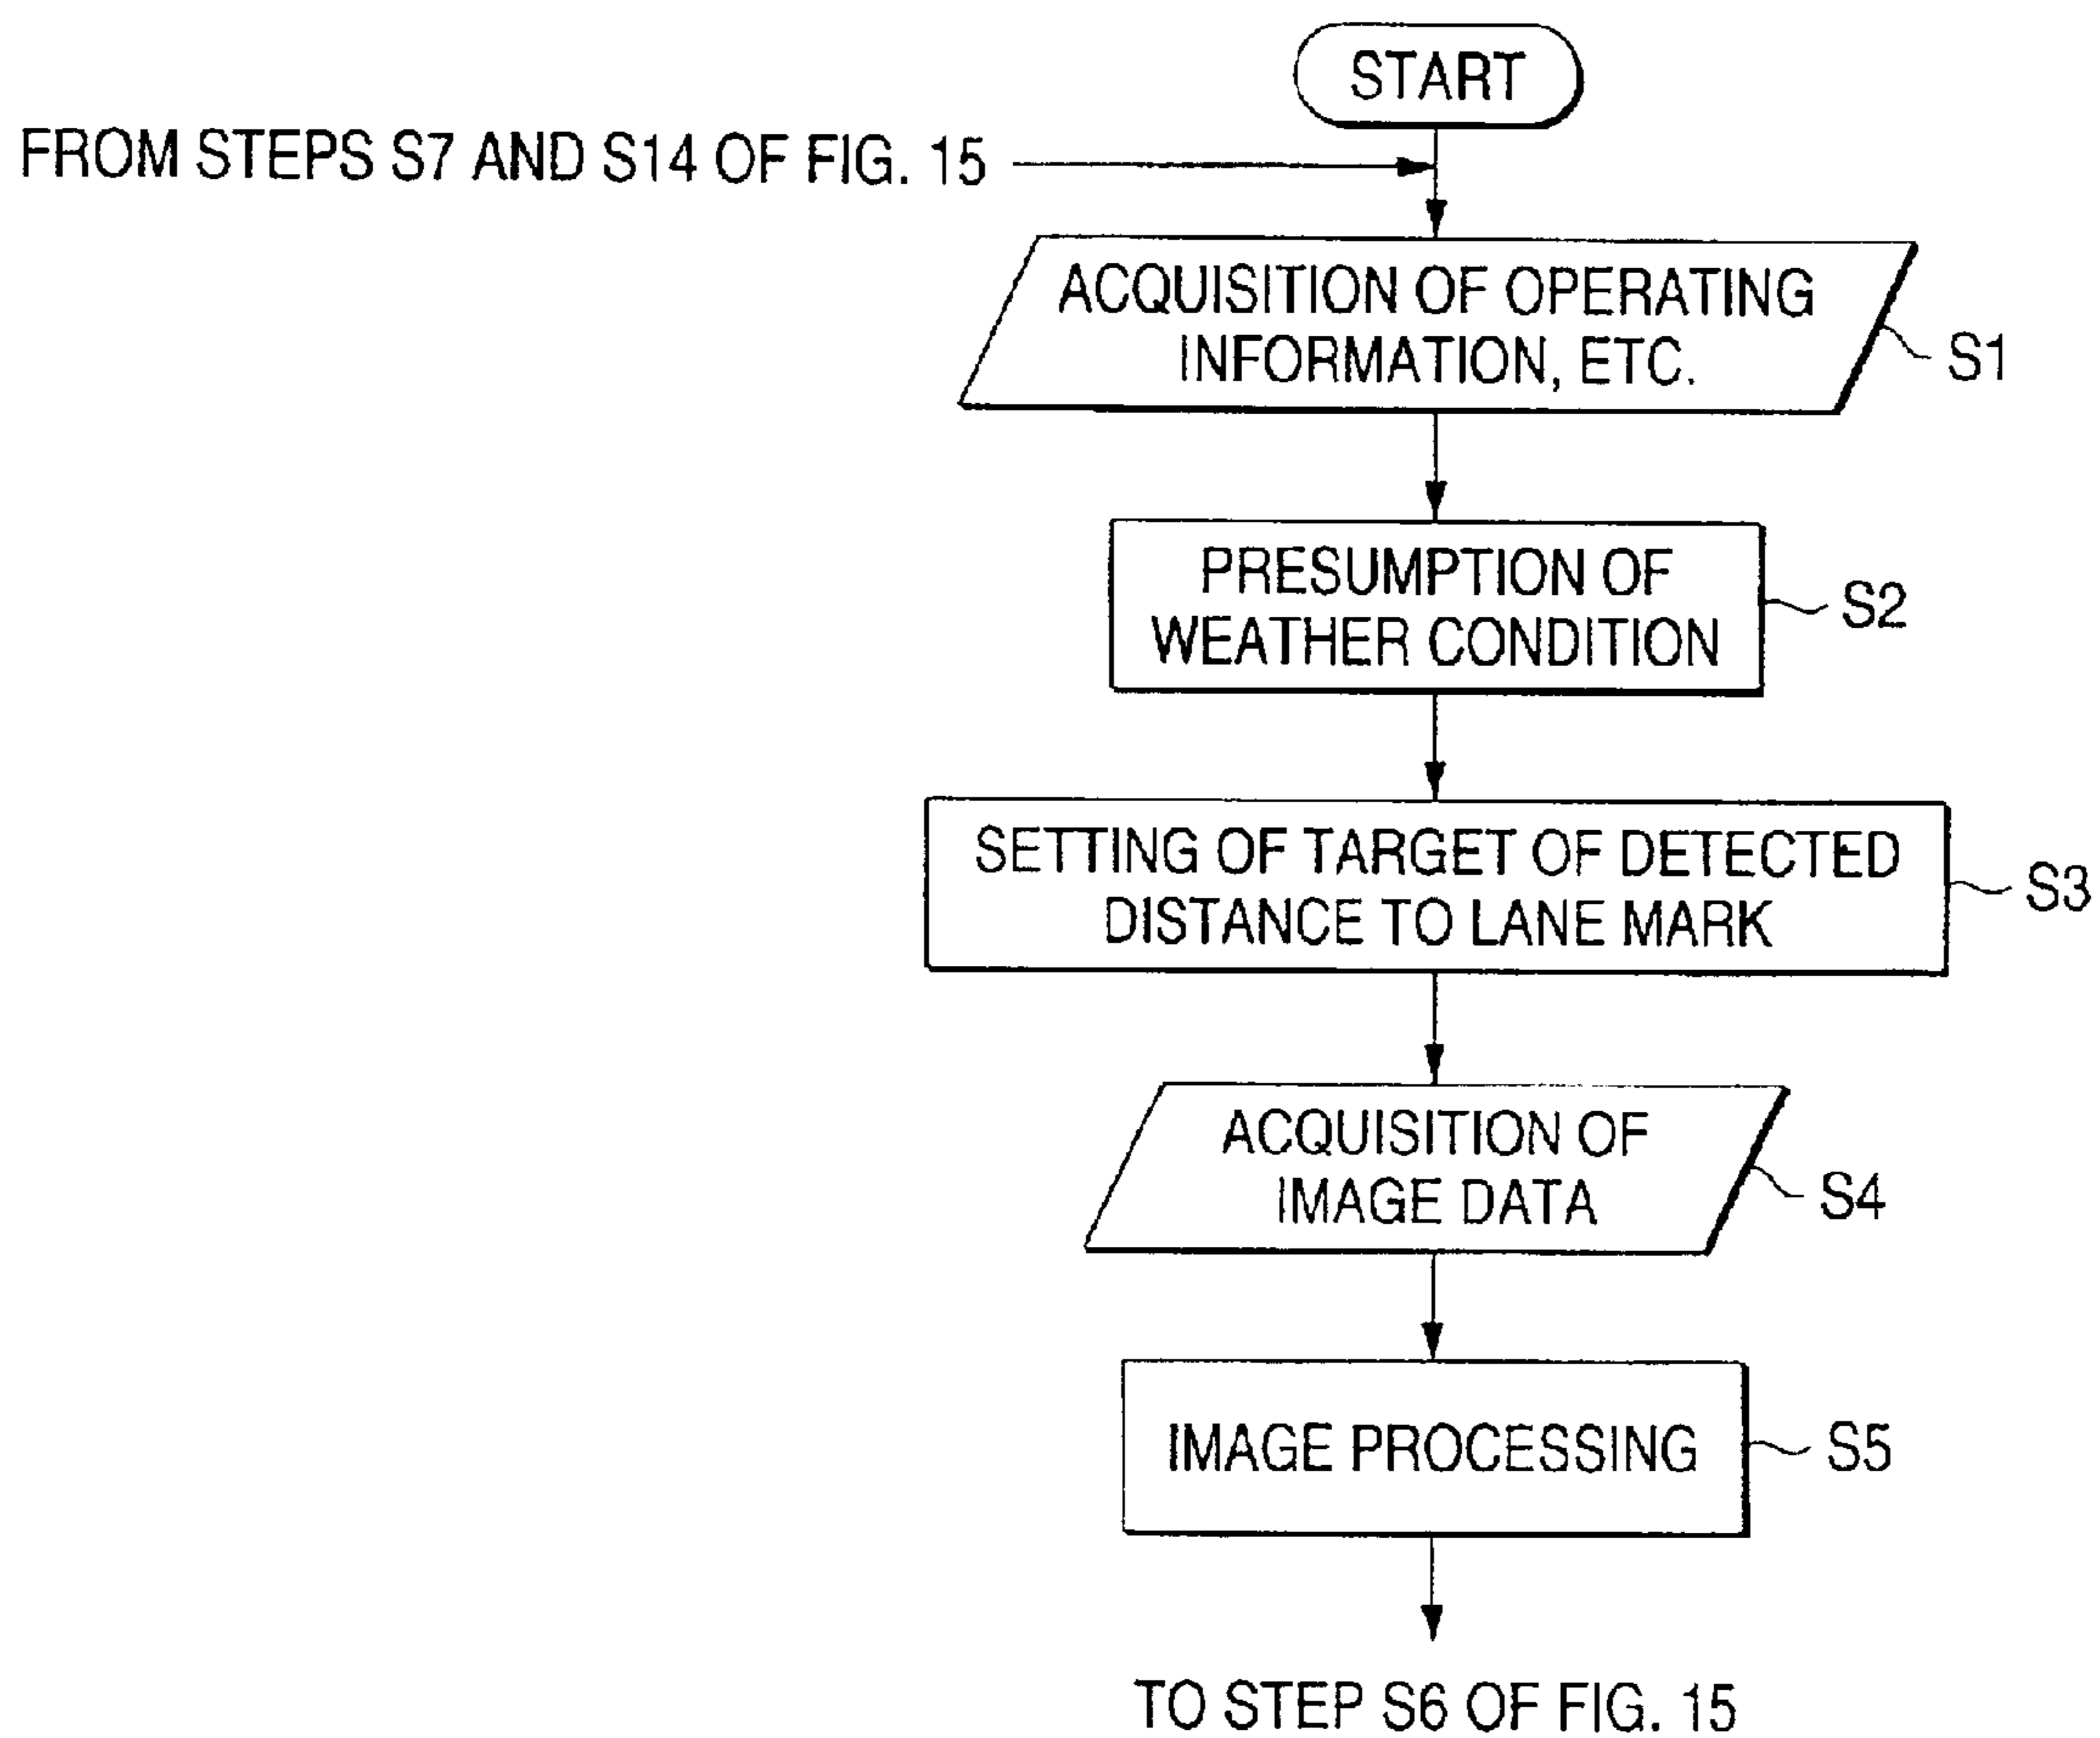 START
FROM STEPS S7 AND S14 OF FIG. 15
ACQUISITION OF OPERATING
INFORMATION, ETC.
S1
PRESUMPTION OF
WEATHER CONDITION
S2
SETTING OF TARGET OF DETECTED
DISTANCE TO LANE MARK
S3
ACQUISITION OF
IMAGE DATA
S4
IMAGE PROCESSING
S5
TO STEP S6 OF FIG. 15